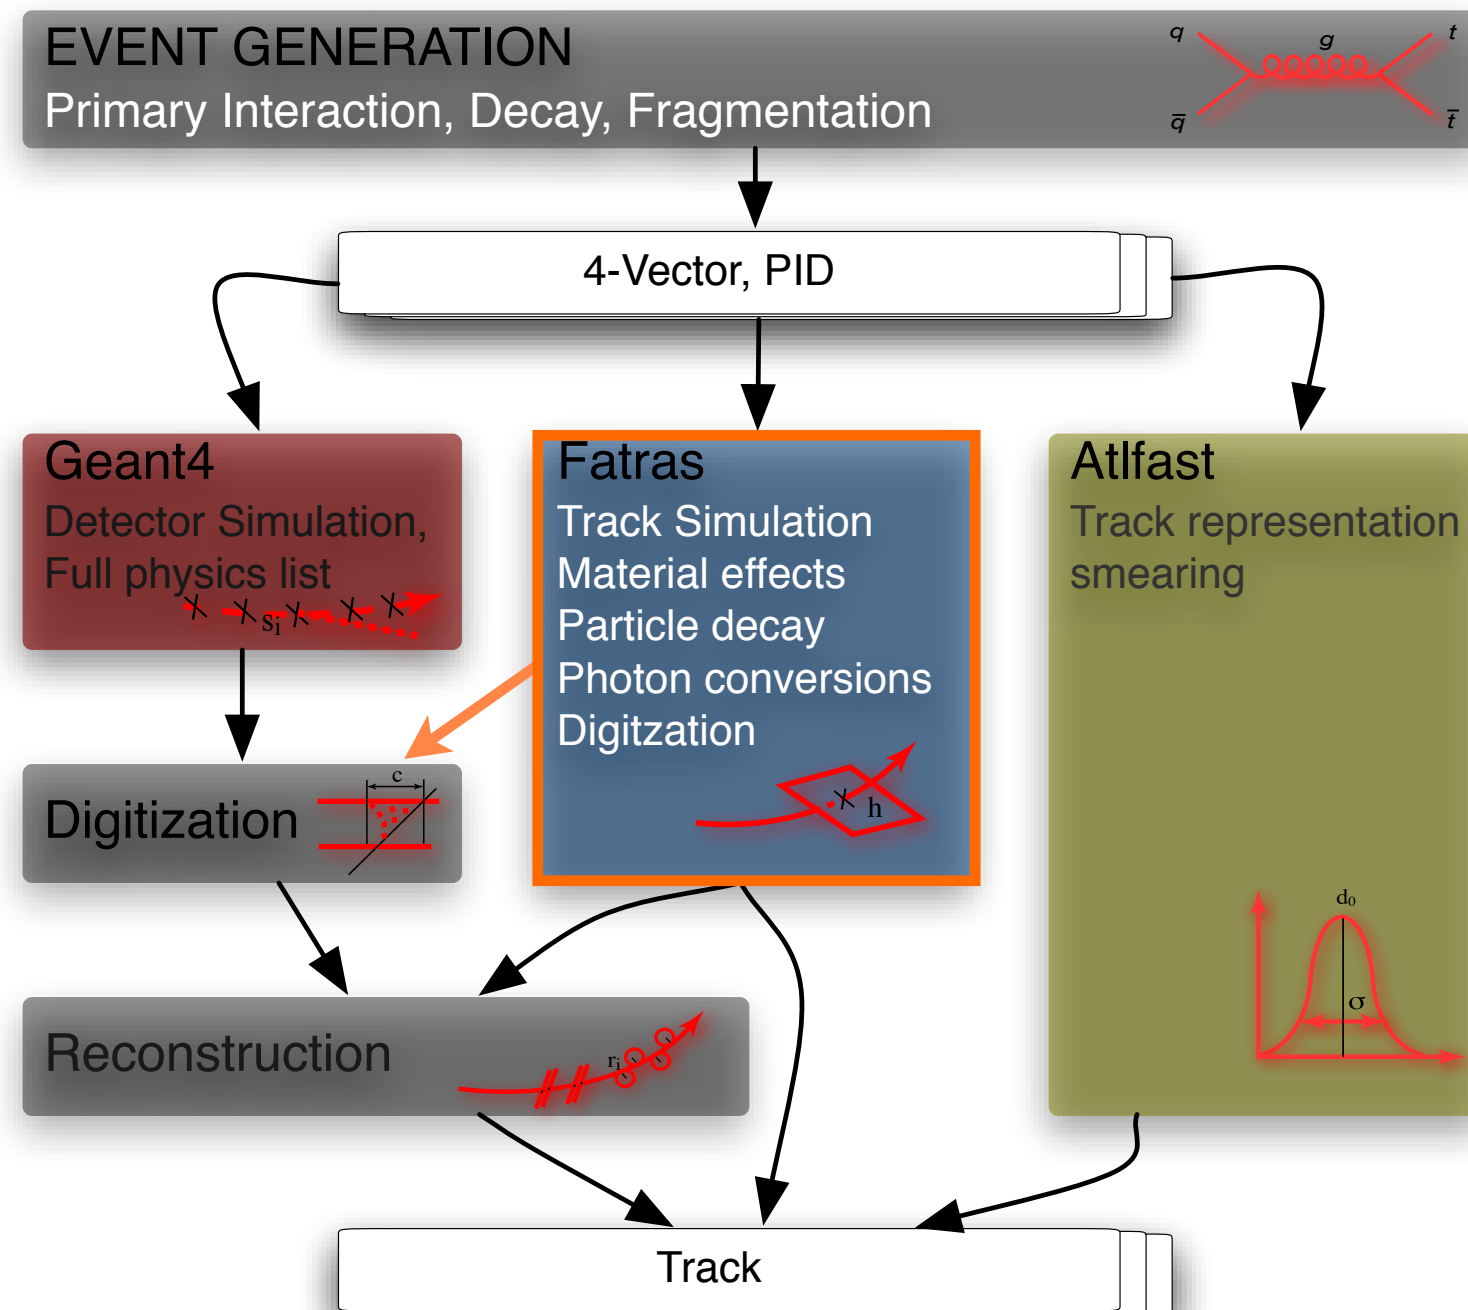 EVENT GENERATION
Primary Interaction, Decay, Fragmentation
q
g
t
q̅
t̅
4-Vector, PID
Geant4
Detector Simulation,
Full physics list
si
Fatras
Track Simulation
Material effects
Particle decay
Photon conversions
Digitzation
h
Atlfast
Track representation
smearing
d0
σ
Digitization
c
Reconstruction
ri
Track